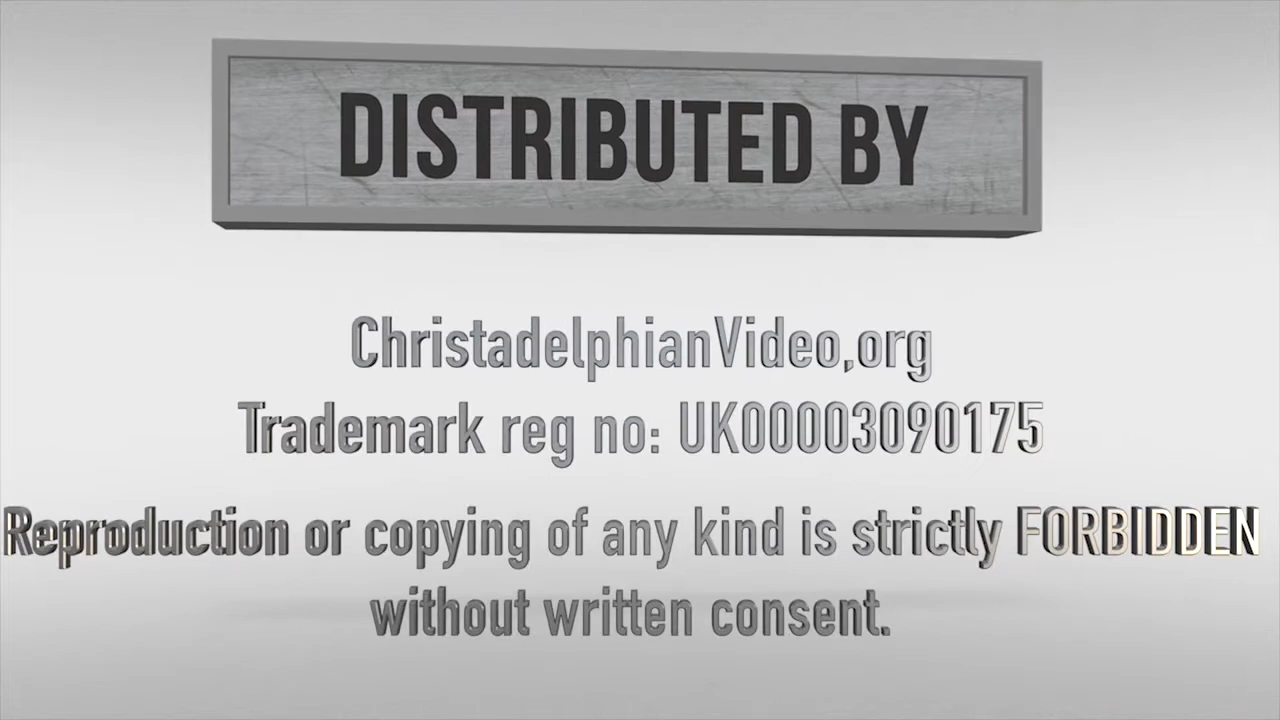 DISTRIBUTED BY
ChristadelphianVideo,org
Trademark reg no: UK00003090175
Reproduction or copying of any kind is strictly FORBIDDEN
without written consent.